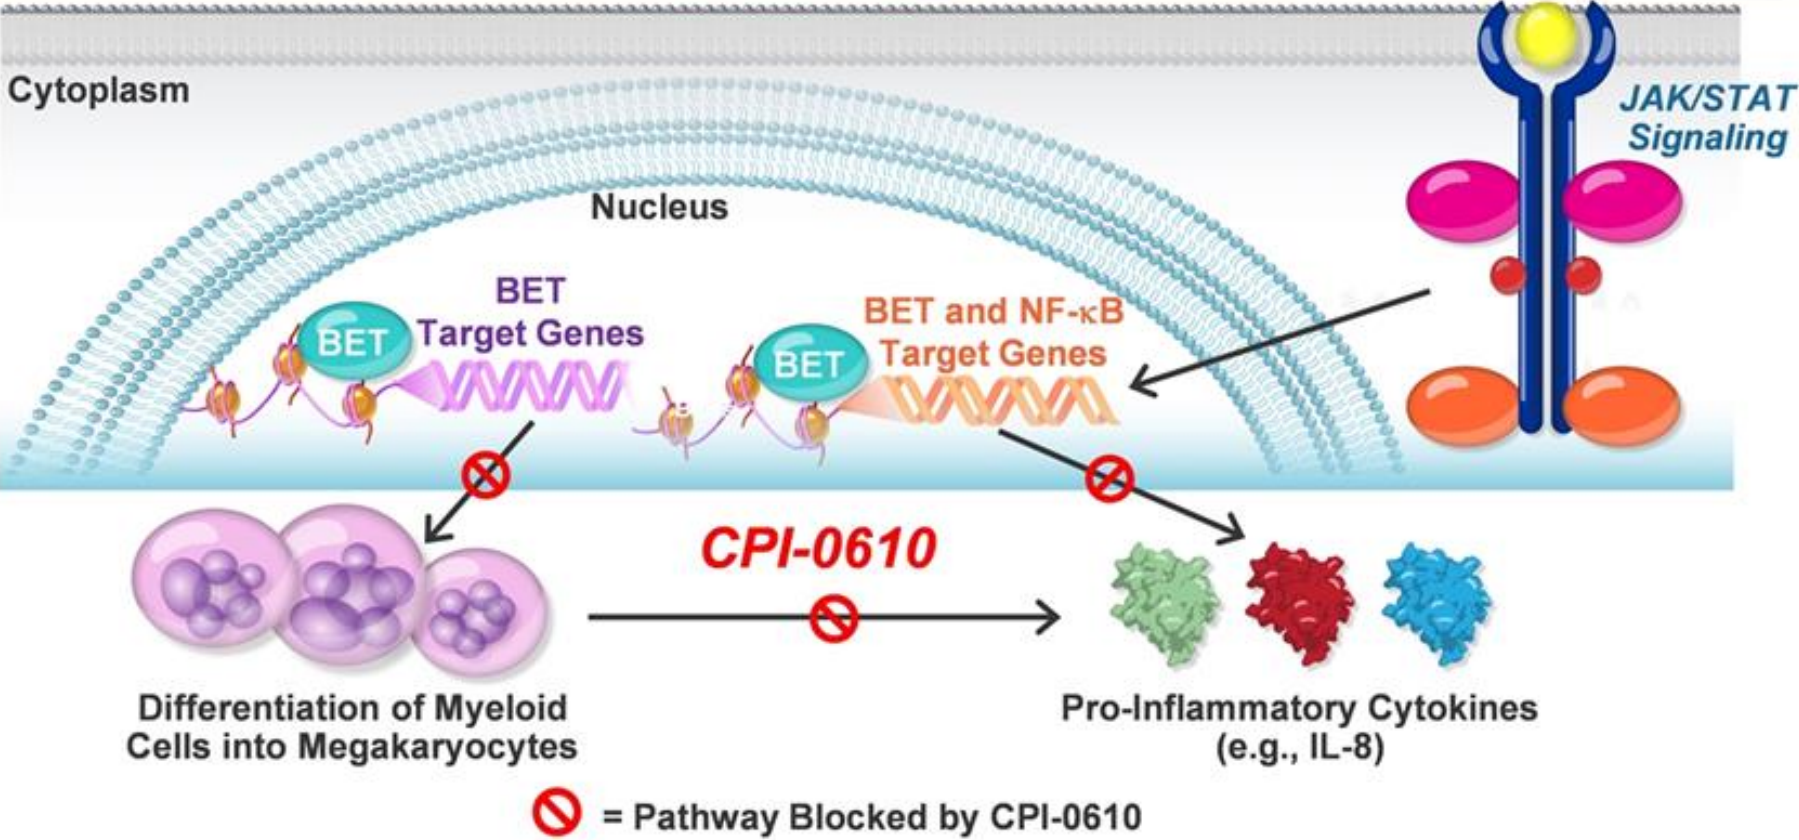 Cytoplasm
JAK/STAT
Signaling
Nucleus
BET
Target Genes
BET
BET and NF-κB
Target Genes
BET
CPI-0610
Differentiation of Myeloid
Cells into Megakaryocytes
Pro-Inflammatory Cytokines
(e.g., IL-8)
= Pathway Blocked by CPI-0610